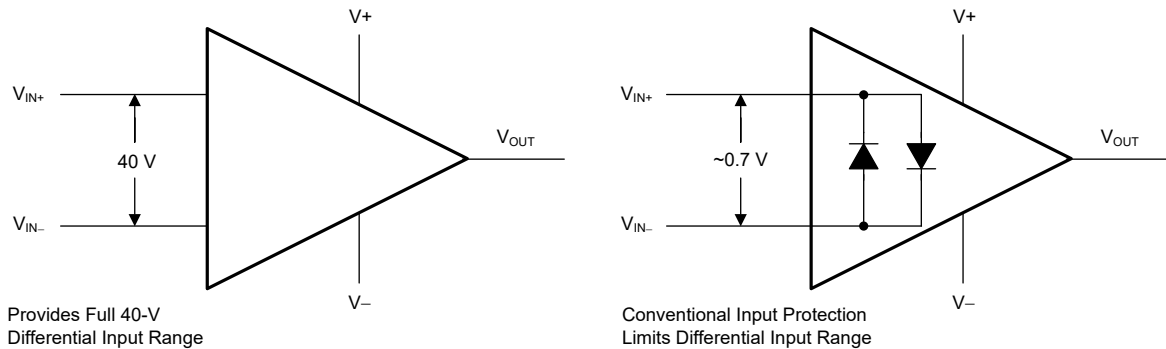 V+
V+
VIN+
VIN+
VOUT
VOUT
40 V
~0.7 V
VIN–
VIN–
V–
V–
Provides Full 40-V
Differential Input Range
Conventional Input Protection
Limits Differential Input Range